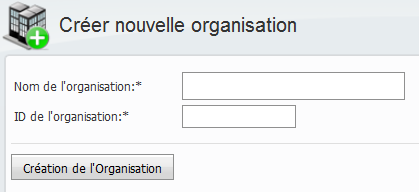 Créer nouvelle organisation
Nom de l'organisation:*
ID de l'organisation:*
Création de l'Organisation